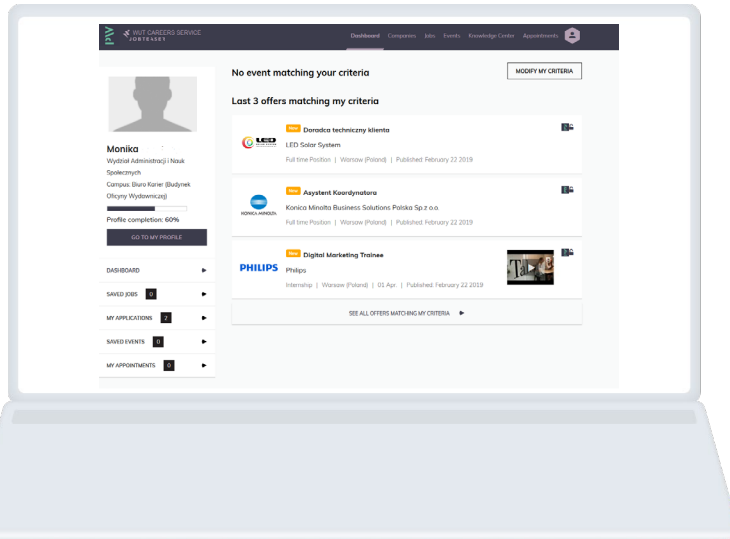 WUT CAREERS SERVICE
JOBTEASER
Dashboard Companies Jobs Events Knowledge Center Appointments
No event matching your criteria
MODIFY MY CRITERIA
Last 3 offers matching my criteria
New Doradca techniczny klienta
LED
LED Solar System
Full time Position | Warsaw (Poland) | Published: February 22 2019
New Asystent Koordynatora
KONICA MINOLTA
Konica Minolta Business Solutions Polska Sp.z o.o.
Full time Position | Warsaw (Poland) | Published: February 22 2019
New Digital Marketing Trainee
PHILIPS
Philips
Internship | Warsaw (Poland) | 01 Apr. | Published: February 22 2019
SEE ALL OFFERS MATCHING MY CRITERIA
Monika
Wydział Administracji i Nauk
Społecznych
Campus: Biuro Karier (Budynek
Oficyny Wydawniczej)
Profile completion: 60%
GO TO MY PROFILE
DASHBOARD
SAVED JOBS 0
MY APPLICATIONS 2
SAVED EVENTS 0
MY APPOINTMENTS 0